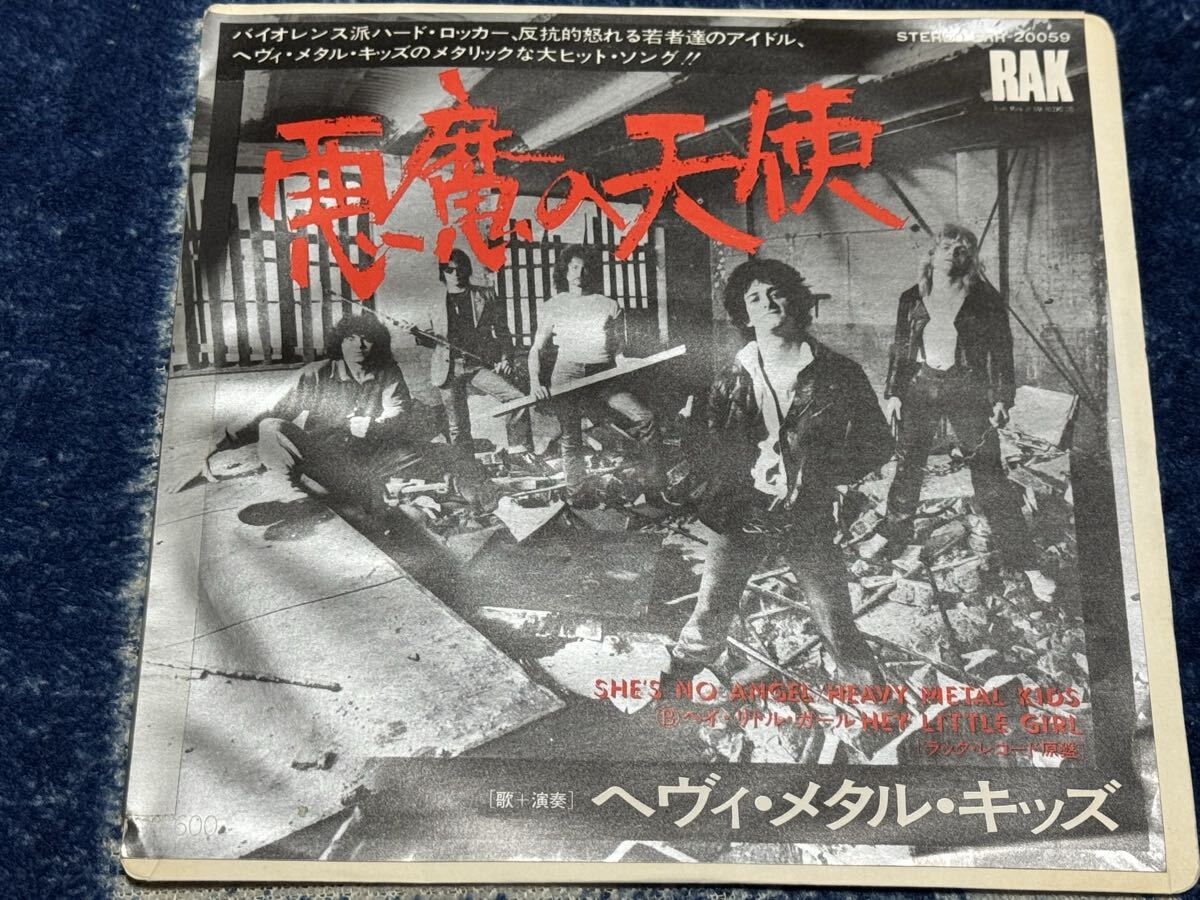 バイオレンス派ハード・ロッカー、反抗的怒れる若者達のアイドル、
ヘヴィ・メタル・キッズのメタリックな大ヒット・ソング!!
STEREO ERR-20059
RAK
悪魔の天使
SHE'S NO ANGEL/HEAVY METAL KIDS
Ⓑヘイ・リトル・ガール HEY LITTLE GIRL
[ラック・レコード原盤]
[歌+演奏] ヘヴィ・メタル・キッズ
600